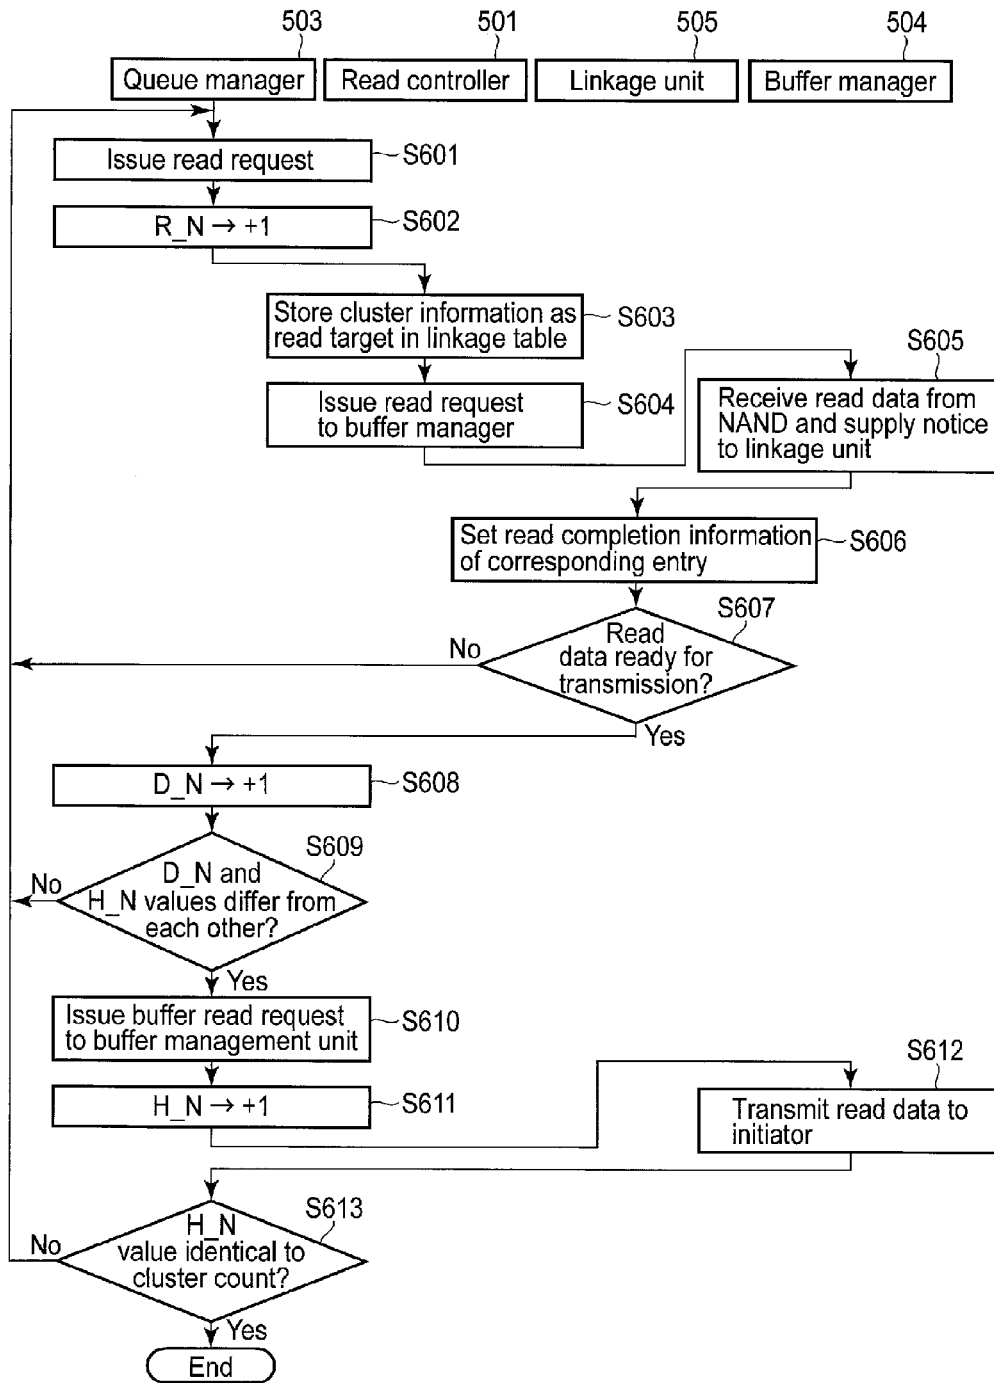 503
501
505
504
Queue manager
Read controller
Linkage unit
Buffer manager
Issue read request
S601
R_N → +1
S602
Store cluster information as
read target in linkage table
S603
Issue read request
to buffer manager
S604
S605
Receive read data from
NAND and supply notice
to linkage unit
Set read completion information
of corresponding entry
S606
S607
Read
data ready for
transmission?
No
Yes
D_N → +1
S608
S609
D_N and
H_N values differ from
each other?
No
Yes
Issue buffer read request
to buffer management unit
S610
H_N → +1
S611
S612
Transmit read data to
initiator
S613
H_N
value identical to
cluster count?
No
Yes
End